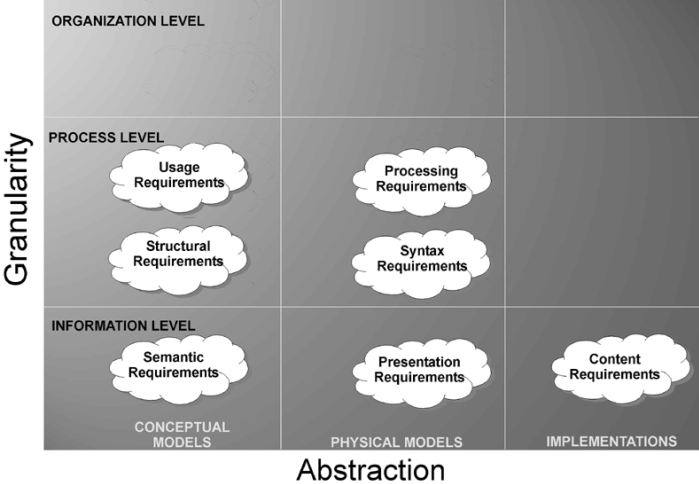 ORGANIZATION LEVEL
PROCESS LEVEL
Usage
Requirements
Processing
Requirements
Structural
Requirements
Syntax
Requirements
INFORMATION LEVEL
Semantic
Requirements
Presentation
Requirements
Content
Requirements
CONCEPTUAL
MODELS
PHYSICAL MODELS
IMPLEMENTATIONS
Granularity
Abstraction